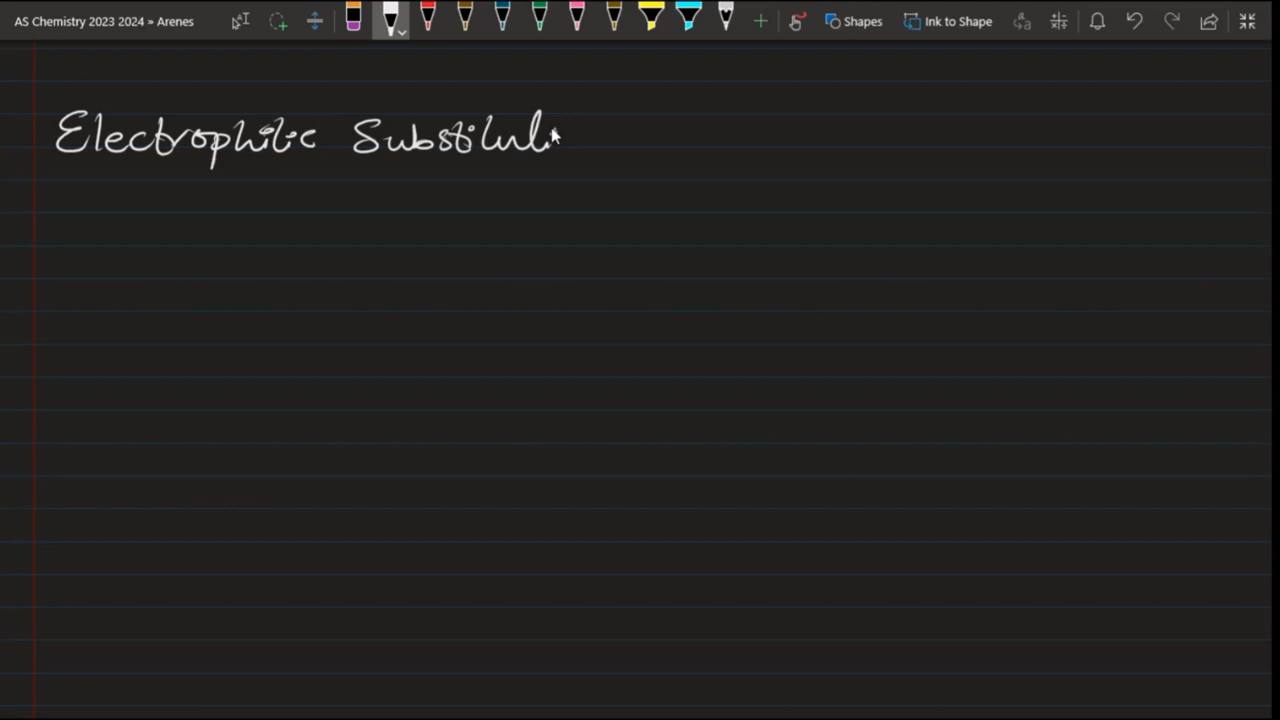 AS Chemistry 2023 2024 » Arenes
Shapes
Ink to Shape
Electrophilic Substitut